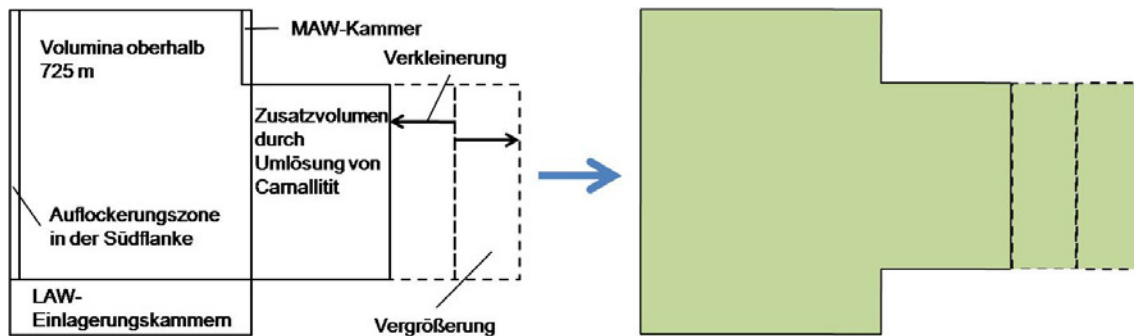 MAW-Kammer
Volumina oberhalb
725 m
Verkleinerung
Zusatzvolumen
durch
Umlösung von
Carnallitit
Auflockerungszone
in der Südflanke
LAW-
Einlagerungskammern
Vergrößerung